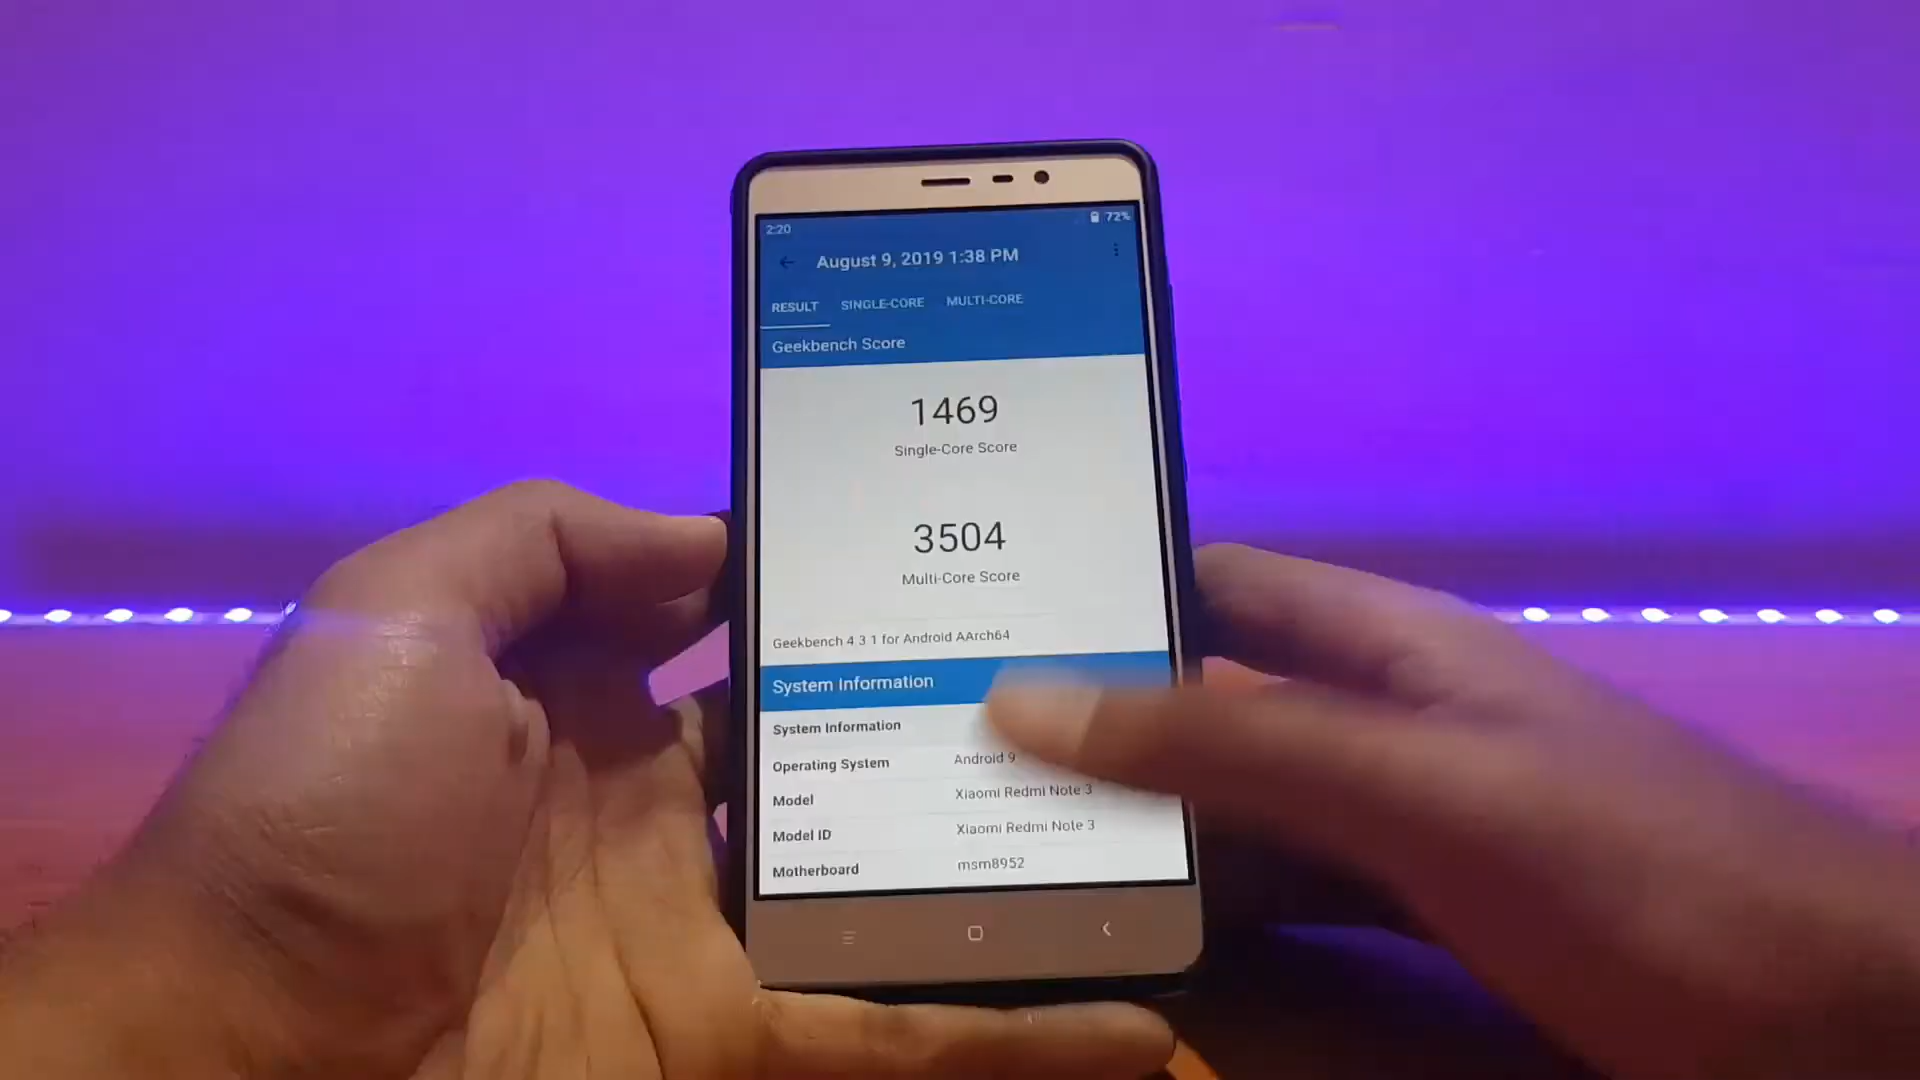 2:20
72%
August 9, 2019 1:38 PM
RESULT SINGLE-CORE MULTI-CORE
Geekbench Score
1469
Single-Core Score
3504
Multi-Core Score
Geekbench 4 3 1 for Android AArch64
System Information
System Information
Operating System Android 9
Model Xiaomi Redmi Note 3
Model ID Xiaomi Redmi Note 3
Motherboard msm8952